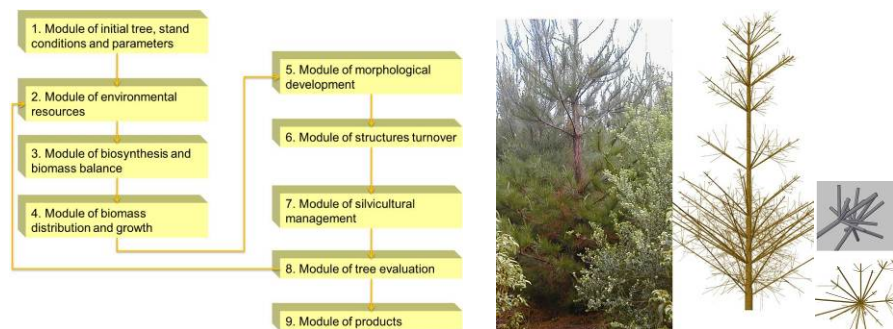 1. Module of initial tree, stand
conditions and parameters
2. Module of environmental
resources
3. Module of biosynthesis and
biomass balance
4. Module of biomass
distribution and growth
5. Module of morphological
development
6. Module of structures turnover
7. Module of silvicultural
management
8. Module of tree evaluation
9. Module of products